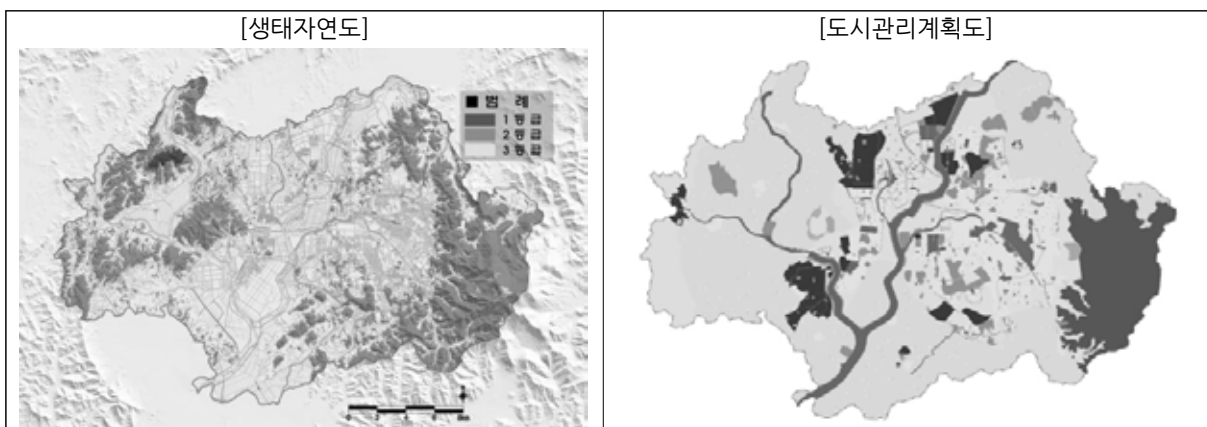 [생태자연도]
[도시관리계획도]
범 례
1 등 급
2 등 급
3 등 급